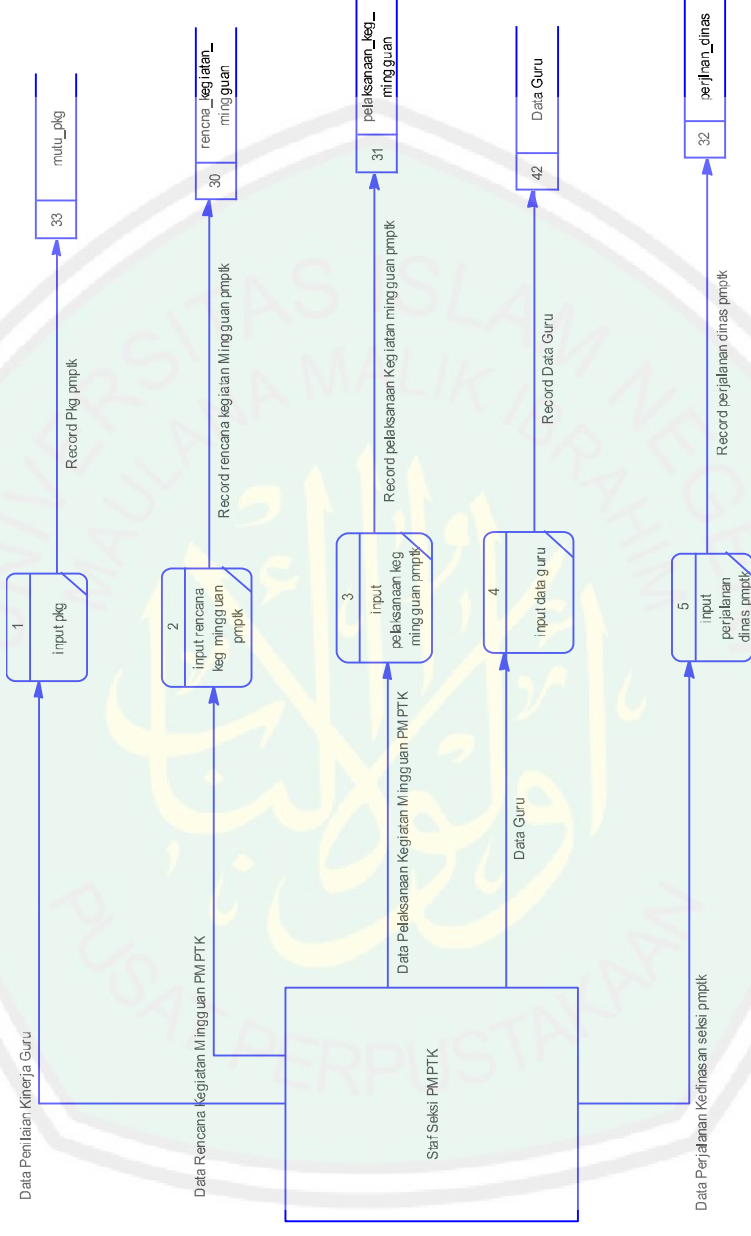 Data Penilaian Kinerja Guru
1
input pkg
Record Pkg pmptk
33
mutu_pkg
Data Rencana Kegiatan Mingguan PMPTK
2
input rencana
keg mingguan
pmptk
Record rencana kegiatan Mingguan pmptk
30
rencna_kegiatan_
mingguan
Staf Seksi PMPTK
Data Pelaksanaan Kegiatan Mingguan PMPTK
3
input
pelaksanaan keg
mingguan pmptk
Record pelaksanaan Kegiatan mingguan pmptk
31
pelaksanaan_keg_
mingguan
Data Guru
4
input data guru
Record Data Guru
42
Data Guru
Data Perjalanan Kedinasan seksi pmptk
5
input
perjalanan
dinas pmptk
Record perjalanan dinas pmptk
32
perjlnan_dinas
UNIVERSITAS ISLAM NEGERI
MAULANA MALIK IBRAHIM
PUSAT PERPUSTAKAAN